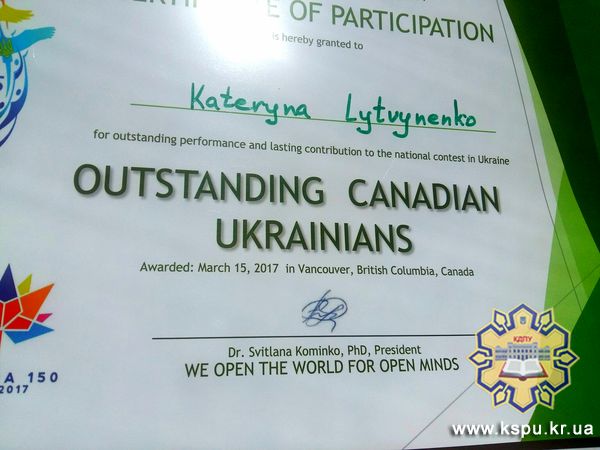 CERTIFICATE OF PARTICIPATION
is hereby granted to
Kateryna Lytvynenko
for outstanding performance and lasting contribution to the national contest in Ukraine
OUTSTANDING CANADIAN
UKRAINIANS
Awarded: March 15, 2017 in Vancouver, British Columbia, Canada
Dr. Svitlana Kominko, PhD, President
WE OPEN THE WORLD FOR OPEN MINDS
A 150
2017
КДПУ
www.kspu.kr.ua